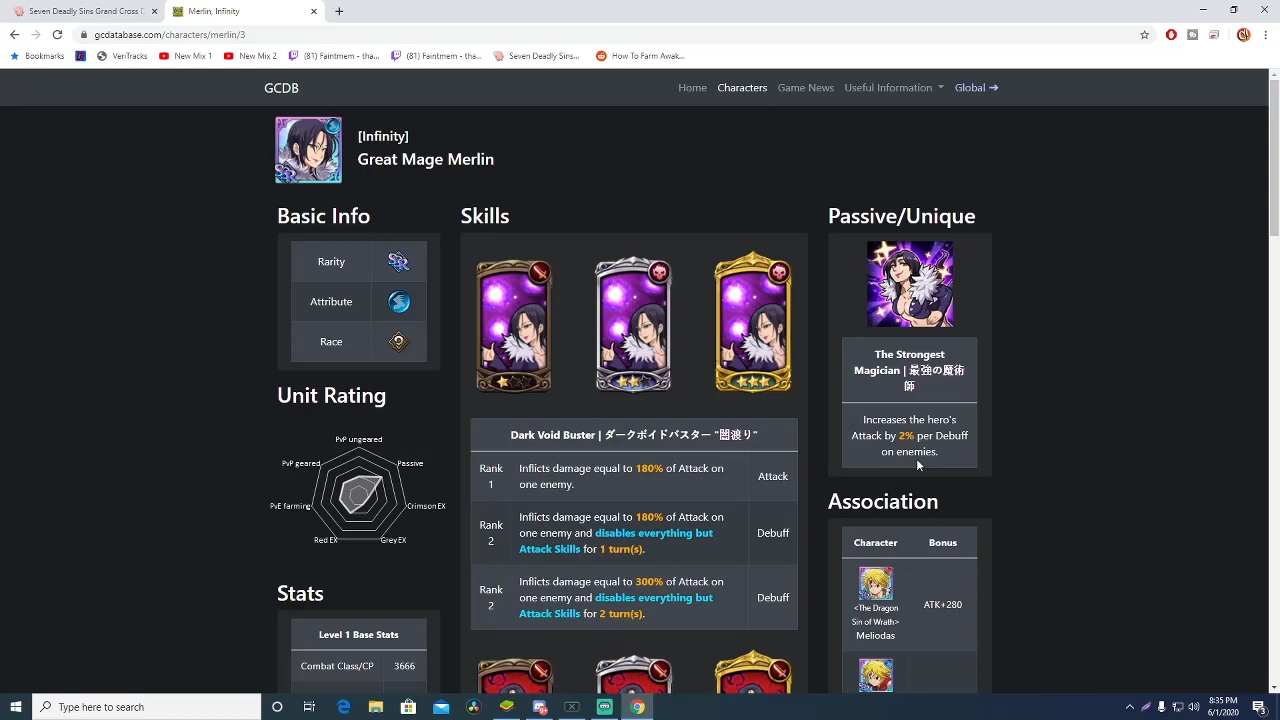 Seven Deadly Sins Grand Cross D
Merlin, Infinity
gcdatabase.com/characters/merlin/3
Bookmarks
VeriTracks
New Mix 1
New Mix 2
(81) Faintmem - tha...
(81) Faintmem - tha...
Seven Deadly Sins...
How To Farm Awak...
GCDB
Home
Characters
Game News
Useful Information
Global ➔
[Infinity]
Great Mage Merlin
Basic Info
Skills
Passive/Unique
Rarity
Attribute
Race
The Strongest
Magician | 最強の魔術
師
Increases the hero's
Attack by 2% per Debuff
on enemies.
Unit Rating
PvP ungeared
PvP geared
Passive
PvE farming
Crimson EX
Red EX
Grey EX
Dark Void Buster | ダークボイドバスター "闇渡り"
Rank
1
Inflicts damage equal to 180% of Attack on
one enemy.
Attack
Rank
2
Inflicts damage equal to 180% of Attack on
one enemy and disables everything but
Attack Skills for 1 turn(s).
Debuff
Rank
2
Inflicts damage equal to 300% of Attack on
one enemy and disables everything but
Attack Skills for 2 turn(s).
Debuff
Association
Character
Bonus
<The Dragon
Sin of Wrath>
Meliodas
ATK+280
Stats
Level 1 Base Stats
Combat Class/CP
3666
Type here to search
8:35 PM
6/1/2020